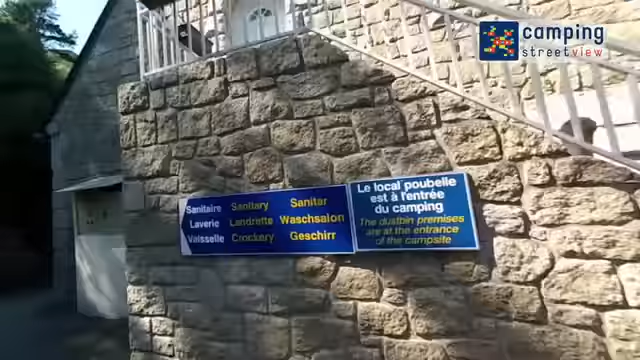 camping
streetview
Sanitaire Sanitary Sanitar
Laverie Landrette Waschsalon
Vaisselle Crockery Geschirr
Le local poubelle
est à l'entrée
du camping
The dustbin premises
are at the entrance
of the campsite